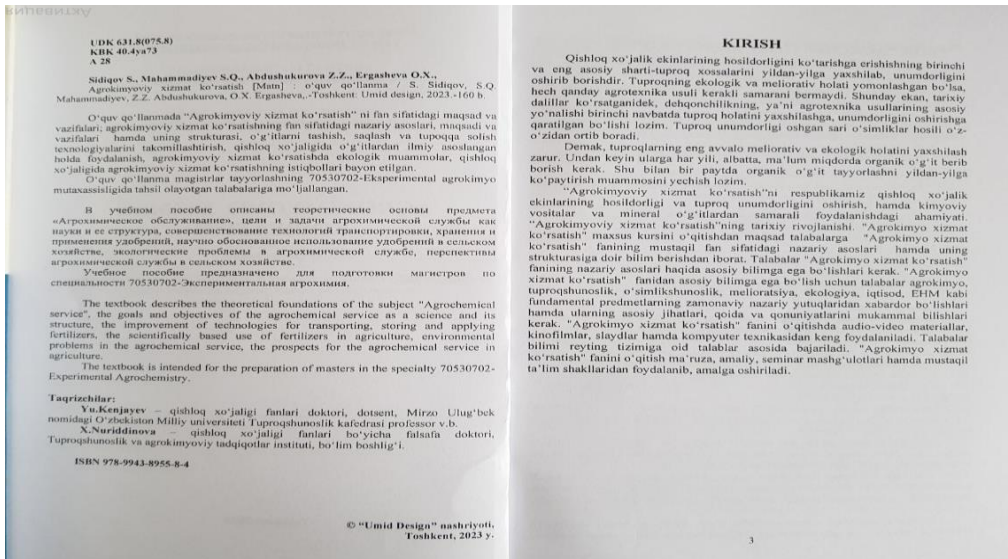 UDK 631.8(075.8)
KBK 40.4ya73
A 28
Sidiqov S., Mahammadiyev S.Q., Abdushukurova Z.Z., Ergasheva O.X.,
Agrokimyoviy xizmat ko‘rsatish [Matn] : o‘quv qo‘llanma / S. Sidiqov, S.Q.
Mahammadiyev, Z.Z. Abdushukurova, O.X. Ergasheva,.-Toshkent: Umid design, 2023.-160 b.
O‘quv qo‘llanmada “Agrokimyoviy xizmat ko‘rsatish” ni fan sifatidagi maqsad va
vazifalari; agrokimyoviy xizmat ko‘rsatishning fan sifatidagi nazariy asoslari, maqsadi va
vazifalari hamda uning strukturasi, o‘g‘itlarni tashish, saqlash va tupoqqa solish
texnologiyalarini takomillashtirish, qishloq xo‘jaligida o‘g‘itlardan ilmiy asoslangan
holda foydalanish, agrokimyoviy xizmat ko‘rsatishda ekologik muammolar, qishloq
xo‘jaligida agrokimyoviy xizmat ko‘rsatishning istiqbollari bayon etilgan.
O‘quv qo‘llanma magistrlar tayyorlashning 70530702-Eksperimental agrokimyo
mutaxassisligida tahsil olayotgan talabalariga mo‘ljallangan.
В учебном пособие описаны теоретические основы предмета
«Агрохимическое обслуживание», цели и задачи агрохимической службы как
науки и ее структура, совершенствование технологий транспортировки, хранения и
применения удобрений, научно обоснованное использование удобрений в сельском
хозяйстве, экологические проблемы в агрохимической службе, перспективы
агрохимической службы в сельском хозяйстве.
Учебное пособие предназначено для подготовки магистров по
специальности 70530702-Экспериментальная агрохимия.
The textbook describes the theoretical foundations of the subject "Agrochemical
service", the goals and objectives of the agrochemical service as a science and its
structure, the improvement of technologies for transporting, storing and applying
fertilizers, the scientifically based use of fertilizers in agriculture, environmental
problems in the agrochemical service, the prospects for the agrochemical service in
agriculture.
The textbook is intended for the preparation of masters in the specialty 70530702-
Experimental Agrochemistry.
Taqrizchilar:
Yu.Kenjayev – qishloq xo‘jaligi fanlari doktori, dotsent, Mirzo Ulug‘bek
nomidagi O‘zbekiston Milliy universiteti Tuproqshunoslik kafedrasi professor v.b.
X.Nuriddinova – qishloq xo‘jaligi fanlari bo‘yicha falsafa doktori,
Tuproqshunoslik va agrokimyoviy tadqiqotlar instituti, bo‘lim boshlig‘i.
ISBN 978-9943-8955-8-4
© “Umid Design” nashriyoti,
Toshkent, 2023 y.
KIRISH
Qishloq xo‘jalik ekinlarining hosildorligini ko‘tarishga erishishning birinchi
va eng asosiy sharti-tuproq xossalarini yildan-yilga yaxshilab, unumdorligini
oshirib borishdir. Tuproqning ekologik va meliorativ holati yomonlashgan bo‘lsa,
hech qanday agrotexnika usuli kerakli samarani bermaydi. Shunday ekan, tarixiy
dalillar ko‘rsatganidek, dehqonchilikning, ya‘ni agrotexnika usullarining asosiy
yo‘nalishi birinchi navbatda tuproq holatini yaxshilashga, unumdorligini oshirishga
qaratilgan bo‘lishi lozim. Tuproq unumdorligi oshgan sari o‘simliklar hosili o‘z-
o‘zidan ortib boradi.
Demak, tuproqlarning eng avvalo meliorativ va ekologik holatini yaxshilash
zarur. Undan keyin ularga har yili, albatta, ma‘lum miqdorda organik o‘g‘it berib
borish kerak. Shu bilan bir paytda organik o‘g‘it tayyorlashni yildan-yilga
ko‘paytirish muammosini yechish lozim.
“Agrokimyoviy xizmat ko‘rsatish”ni respublikamiz qishloq xo‘jalik
ekinlarining hosildorligi va tuproq unumdorligini oshirish, hamda kimyoviy
vositalar va mineral o‘g‘itlardan samarali foydalanishdagi ahamiyati.
"Agrokimyoviy xizmat ko‘rsatish"ning tarixiy rivojlanishi. "Agrokimyo xizmat
ko‘rsatish" maxsus kursini o‘qitishdan maqsad talabalarga "Agrokimyo xizmat
ko‘rsatish" fanining mustaqil fan sifatidagi nazariy asoslari hamda uning
strukturasiga doir bilim berishdan iborat. Talabalar "Agrokimyo xizmat ko‘rsatish"
fanining nazariy asoslari haqida asosiy bilimga ega bo‘lishlari kerak. "Agrokimyo
xizmat ko‘rsatish" fanidan asosiy bilimga ega bo‘lish uchun talabalar agrokimyo,
tuproqshunoslik, o‘simlikshunoslik, melioratsiya, ekologiya, iqtisod, EHM kabi
fundamental predmetlarning zamonaviy nazariy yutuqlaridan xabardor bo‘lishlari
hamda ularning asosiy jihatlari, qoida va qonuniyatlarini mukammal bilishlari
kerak. "Agrokimyo xizmat ko‘rsatish" fanini o‘qitishda audio-video materiallar,
kinofilmlar, slaydlar hamda kompyuter texnikasidan keng foydalaniladi. Talabalar
bilimi reyting tizimiga oid talablar asosida bajariladi. "Agrokimyo xizmat
ko‘rsatish" fanini o‘qitish ma‘ruza, amaliy, seminar mashg‘ulotlari hamda mustaqil
ta‘lim shakllaridan foydalanib, amalga oshiriladi.
3